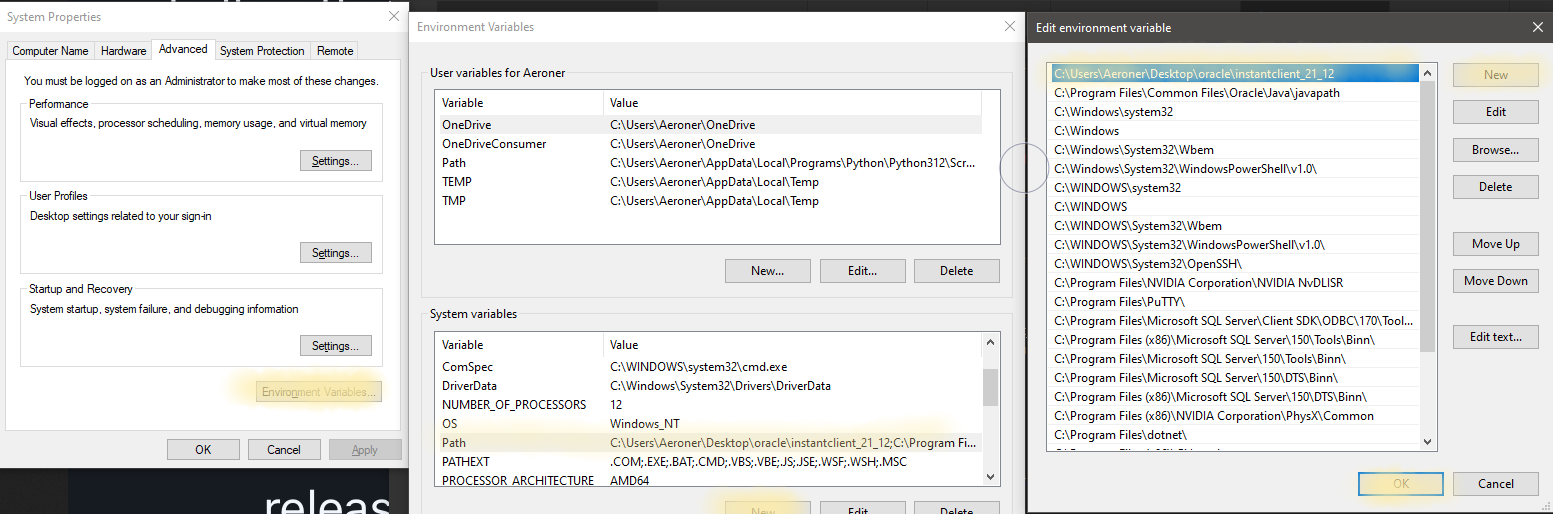 System Properties
Computer Name
Hardware
Advanced
System Protection
Remote
You must be logged on as an Administrator to make most of these changes.
Performance
Visual effects, processor scheduling, memory usage, and virtual memory
Settings...
User Profiles
Desktop settings related to your sign-in
Settings...
Startup and Recovery
System startup, system failure, and debugging information
Settings...
Environment Variables...
OK
Cancel
Apply
releas
Environment Variables
User variables for Aeroner
Variable Value
OneDrive C:\Users\Aeroner\OneDrive
OneDriveConsumer C:\Users\Aeroner\OneDrive
Path C:\Users\Aeroner\AppData\Local\Programs\Python\Python312\Scr...
TEMP C:\Users\Aeroner\AppData\Local\Temp
TMP C:\Users\Aeroner\AppData\Local\Temp
New...
Edit...
Delete
System variables
Variable Value
ComSpec C:\WINDOWS\system32\cmd.exe
DriverData C:\Windows\System32\Drivers\DriverData
NUMBER_OF_PROCESSORS 12
OS Windows_NT
Path C:\Users\Aeroner\Desktop\oracle\instantclient_21_12;C:\Program Fi...
PATHEXT .COM;.EXE;.BAT;.CMD;.VBS;.VBE;.JS;.JSE;.WSF;.WSH;.MSC
PROCESSOR_ARCHITECTURE AMD64
New...
Edit...
Delete
Edit environment variable
C:\Users\Aeroner\Desktop\oracle\instantclient_21_12
C:\Program Files\Common Files\Oracle\Java\javapath
C:\Windows\system32
C:\Windows
C:\Windows\System32\Wbem
C:\Windows\System32\WindowsPowerShell\v1.0\
C:\WINDOWS\system32
C:\WINDOWS
C:\WINDOWS\System32\Wbem
C:\WINDOWS\System32\WindowsPowerShell\v1.0\
C:\WINDOWS\System32\OpenSSH\
C:\Program Files\NVIDIA Corporation\NVIDIA NvDLISR
C:\Program Files\PuTTY\
C:\Program Files\Microsoft SQL Server\Client SDK\ODBC\170\Tool...
C:\Program Files (x86)\Microsoft SQL Server\150\Tools\Binn\
C:\Program Files\Microsoft SQL Server\150\Tools\Binn\
C:\Program Files\Microsoft SQL Server\150\DTS\Binn\
C:\Program Files (x86)\Microsoft SQL Server\150\DTS\Binn\
C:\Program Files (x86)\NVIDIA Corporation\PhysX\Common
C:\Program Files\dotnet\
New
Edit
Browse...
Delete
Move Up
Move Down
Edit text...
OK
Cancel